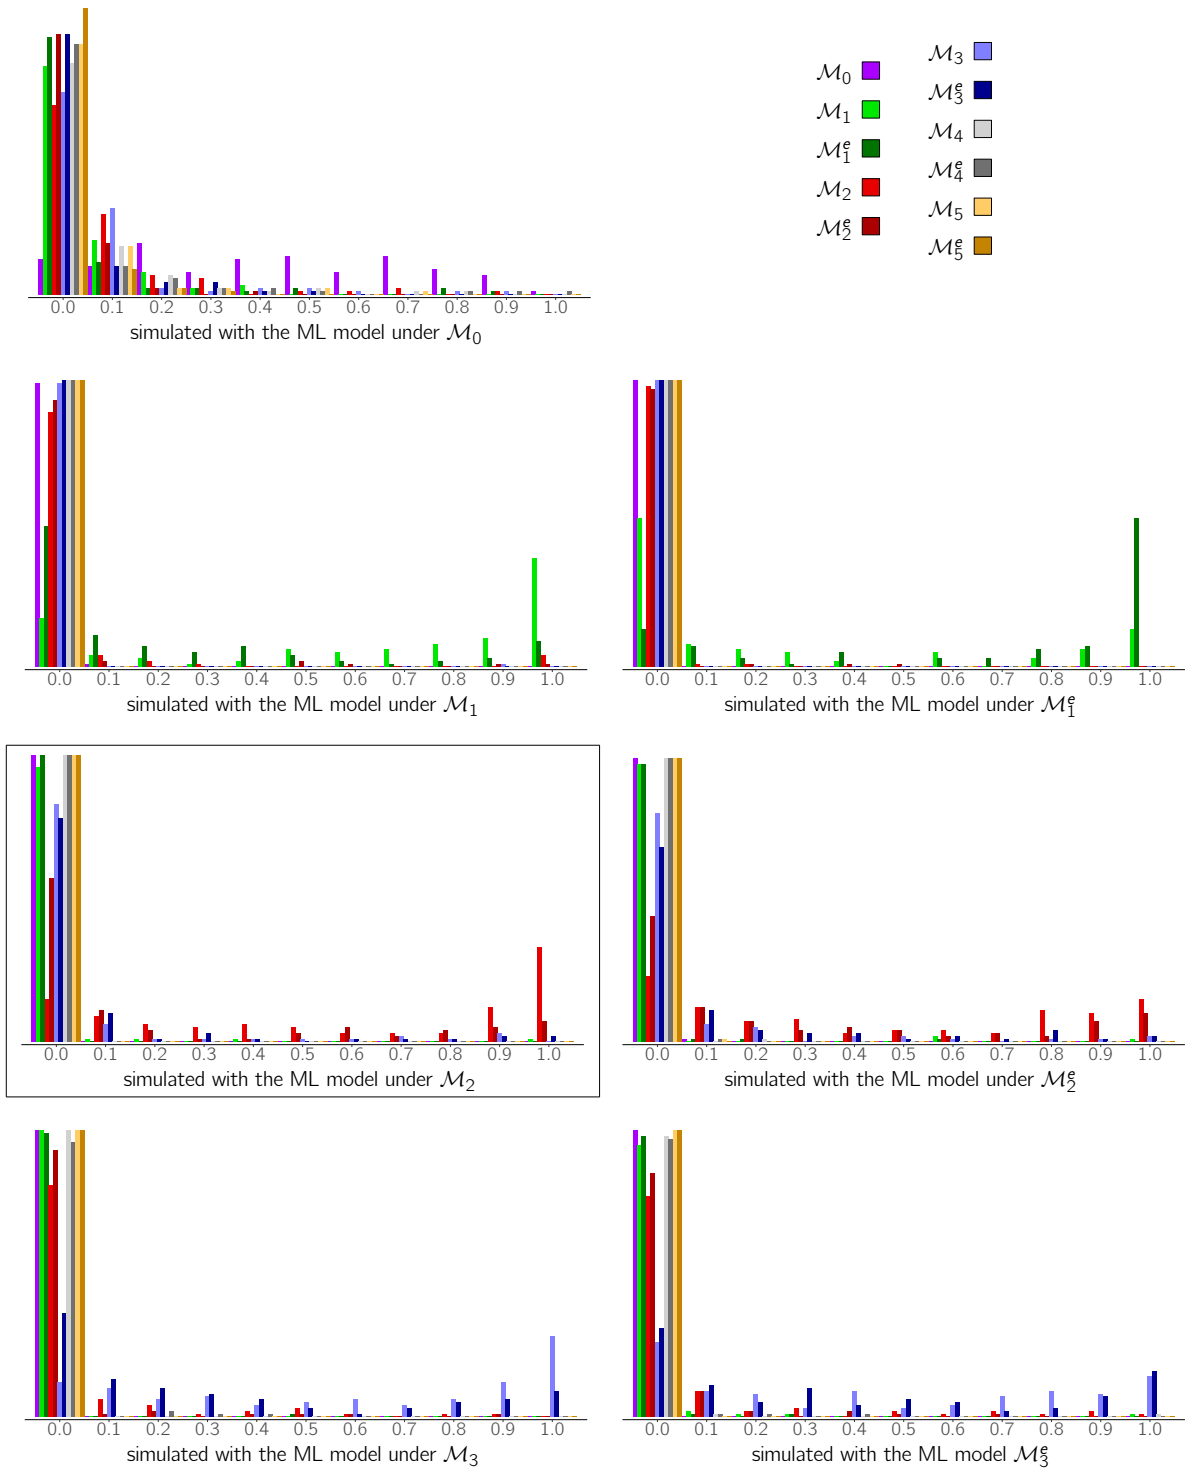 ℳ₀
ℳ₁
ℳ₁ᵉ
ℳ₂
ℳ₂ᵉ
ℳ₃
ℳ₃ᵉ
ℳ₄
ℳ₄ᵉ
ℳ₅
ℳ₅ᵉ
0.0 0.1 0.2 0.3 0.4 0.5 0.6 0.7 0.8 0.9 1.0
simulated with the ML model under ℳ₀
0.0 0.1 0.2 0.3 0.4 0.5 0.6 0.7 0.8 0.9 1.0
simulated with the ML model under ℳ₁
0.0 0.1 0.2 0.3 0.4 0.5 0.6 0.7 0.8 0.9 1.0
simulated with the ML model under ℳ₁ᵉ
0.0 0.1 0.2 0.3 0.4 0.5 0.6 0.7 0.8 0.9 1.0
simulated with the ML model under ℳ₂
0.0 0.1 0.2 0.3 0.4 0.5 0.6 0.7 0.8 0.9 1.0
simulated with the ML model under ℳ₂ᵉ
0.0 0.1 0.2 0.3 0.4 0.5 0.6 0.7 0.8 0.9 1.0
simulated with the ML model under ℳ₃
0.0 0.1 0.2 0.3 0.4 0.5 0.6 0.7 0.8 0.9 1.0
simulated with the ML model ℳ₃ᵉ